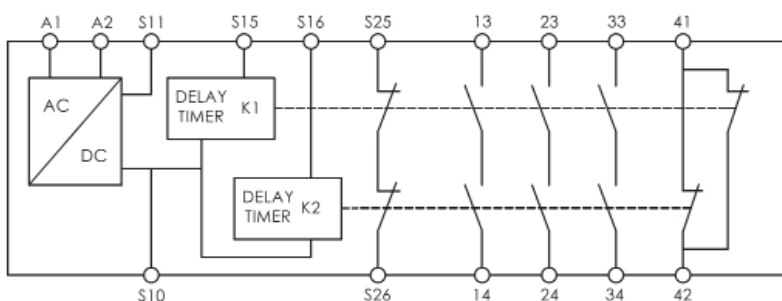 A1 A2 S11 S15 S16 S25 13 23 33 41
AC
DC
DELAY
TIMER K1
DELAY
TIMER K2
S10 S26 14 24 34 42